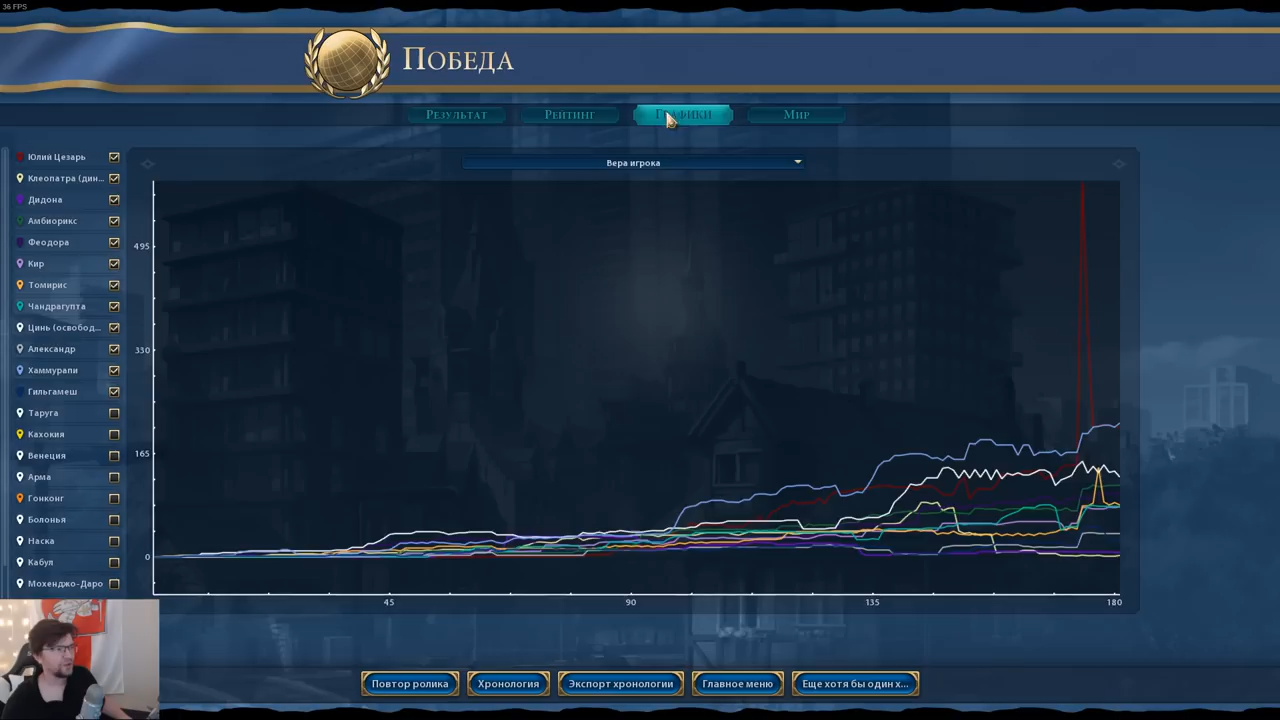 36 FPS
Победа
Результат
Рейтинг
Графики
Мир
Вера игрока
Юлий Цезарь
Клеопатра (дин...
Дидона
Амбиорикс
Феодора
Кир
Томирис
Чандрагупта
Цинь (освобод...
Александр
Хаммурапи
Гильгамеш
Таруга
Кахокия
Венеция
Арма
Гонконг
Болонья
Наска
Кабул
Мохенджо-Даро
495
330
165
0
45
90
135
180
Повтор ролика
Хронология
Экспорт хронологии
Главное меню
Еще хотя бы один х...